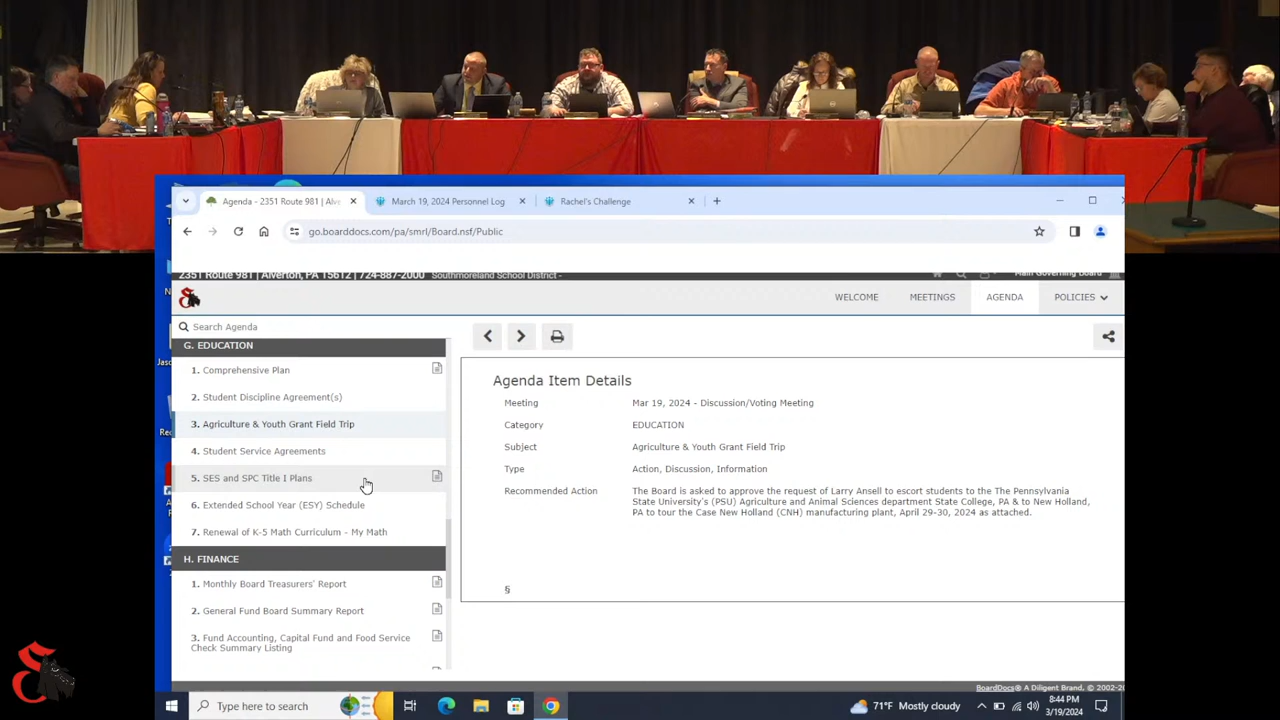 Agenda - 2351 Route 981 | Alve
March 19, 2024 Personnel Log
Rachel's Challenge
go.boarddocs.com/pa/smrl/Board.nsf/Public
2351 Route 981 | Alverton, PA 15612 | 724-887-2000 Southmoreland School District -
Main Governing Board
WELCOME
MEETINGS
AGENDA
POLICIES
Search Agenda
G. EDUCATION
1. Comprehensive Plan
2. Student Discipline Agreement(s)
3. Agriculture & Youth Grant Field Trip
4. Student Service Agreements
5. SES and SPC Title I Plans
6. Extended School Year (ESY) Schedule
7. Renewal of K-5 Math Curriculum - My Math
H. FINANCE
1. Monthly Board Treasurers' Report
2. General Fund Board Summary Report
3. Fund Accounting, Capital Fund and Food Service
Check Summary Listing
Agenda Item Details
Meeting Mar 19, 2024 - Discussion/Voting Meeting
Category EDUCATION
Subject Agriculture & Youth Grant Field Trip
Type Action, Discussion, Information
Recommended Action The Board is asked to approve the request of Larry Ansell to escort students to the The Pennsylvania
State University's (PSU) Agriculture and Animal Sciences department State College, PA & to New Holland,
PA to tour the Case New Holland (CNH) manufacturing plant, April 29-30, 2024 as attached.
§
BoardDocs® A Diligent Brand, © 2002-2
Type here to search
71°F Mostly cloudy
8:44 PM
3/19/2024